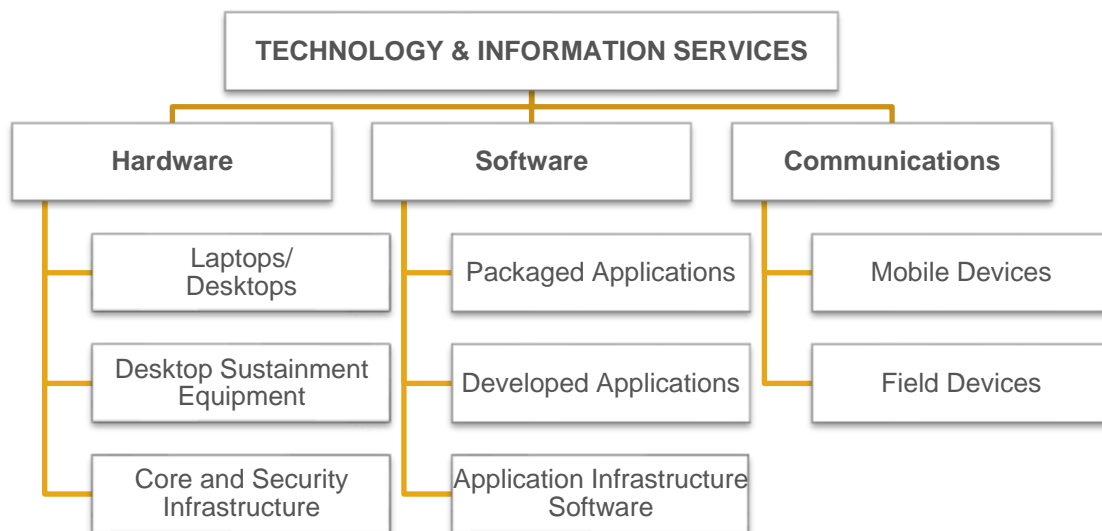 TECHNOLOGY & INFORMATION SERVICES
Hardware
Software
Communications
Laptops/
Desktops
Packaged Applications
Mobile Devices
Desktop Sustainment
Equipment
Developed Applications
Field Devices
Core and Security
Infrastructure
Application Infrastructure
Software